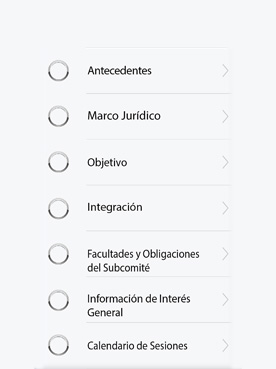 Antecedentes
Marco Jurídico
Objetivo
Integración
Facultades y Obligaciones
del Subcomité
Información de Interés
General
Calendario de Sesiones